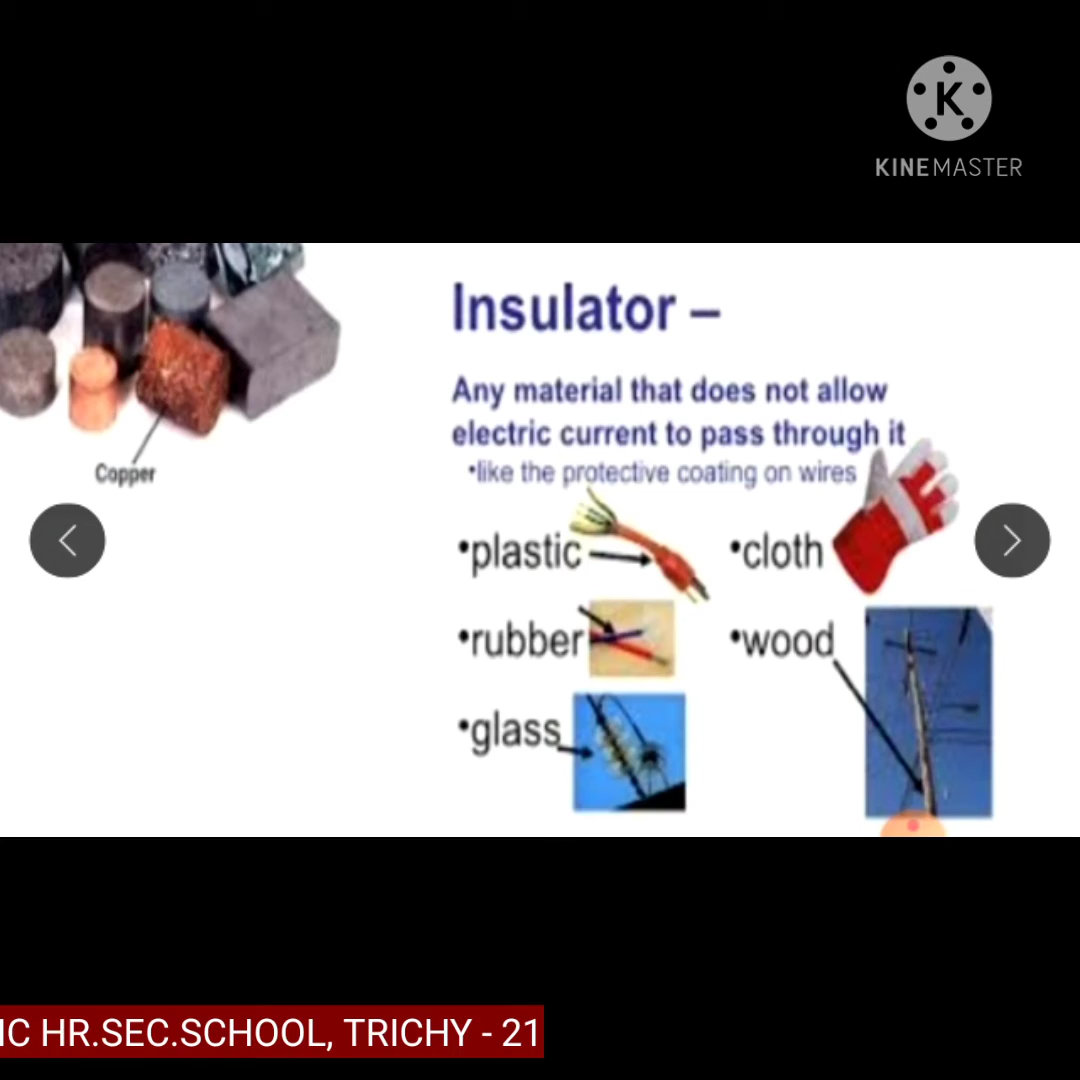 KINEMASTER
Insulator –
Any material that does not allow
electric current to pass through it
•like the protective coating on wires
Copper
•plastic
•cloth
•rubber
•wood
•glass
IC HR.SEC.SCHOOL, TRICHY - 21